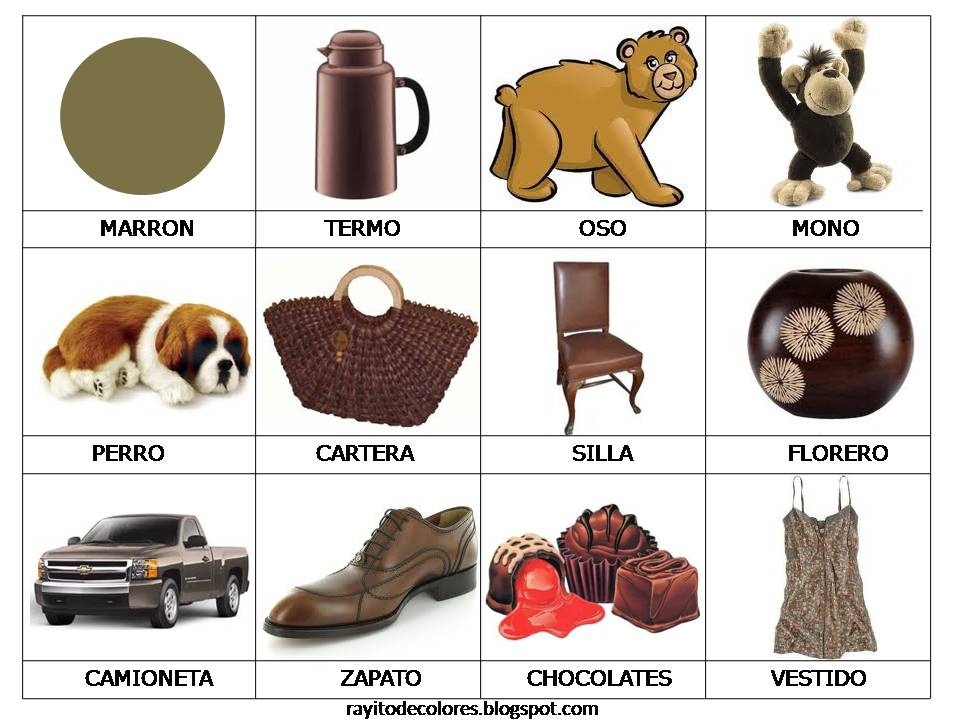 MARRON TERMO OSO MONO
PERRO CARTERA SILLA FLORERO
CAMIONETA ZAPATO CHOCOLATES VESTIDO
rayitodecolores.blogspot.com